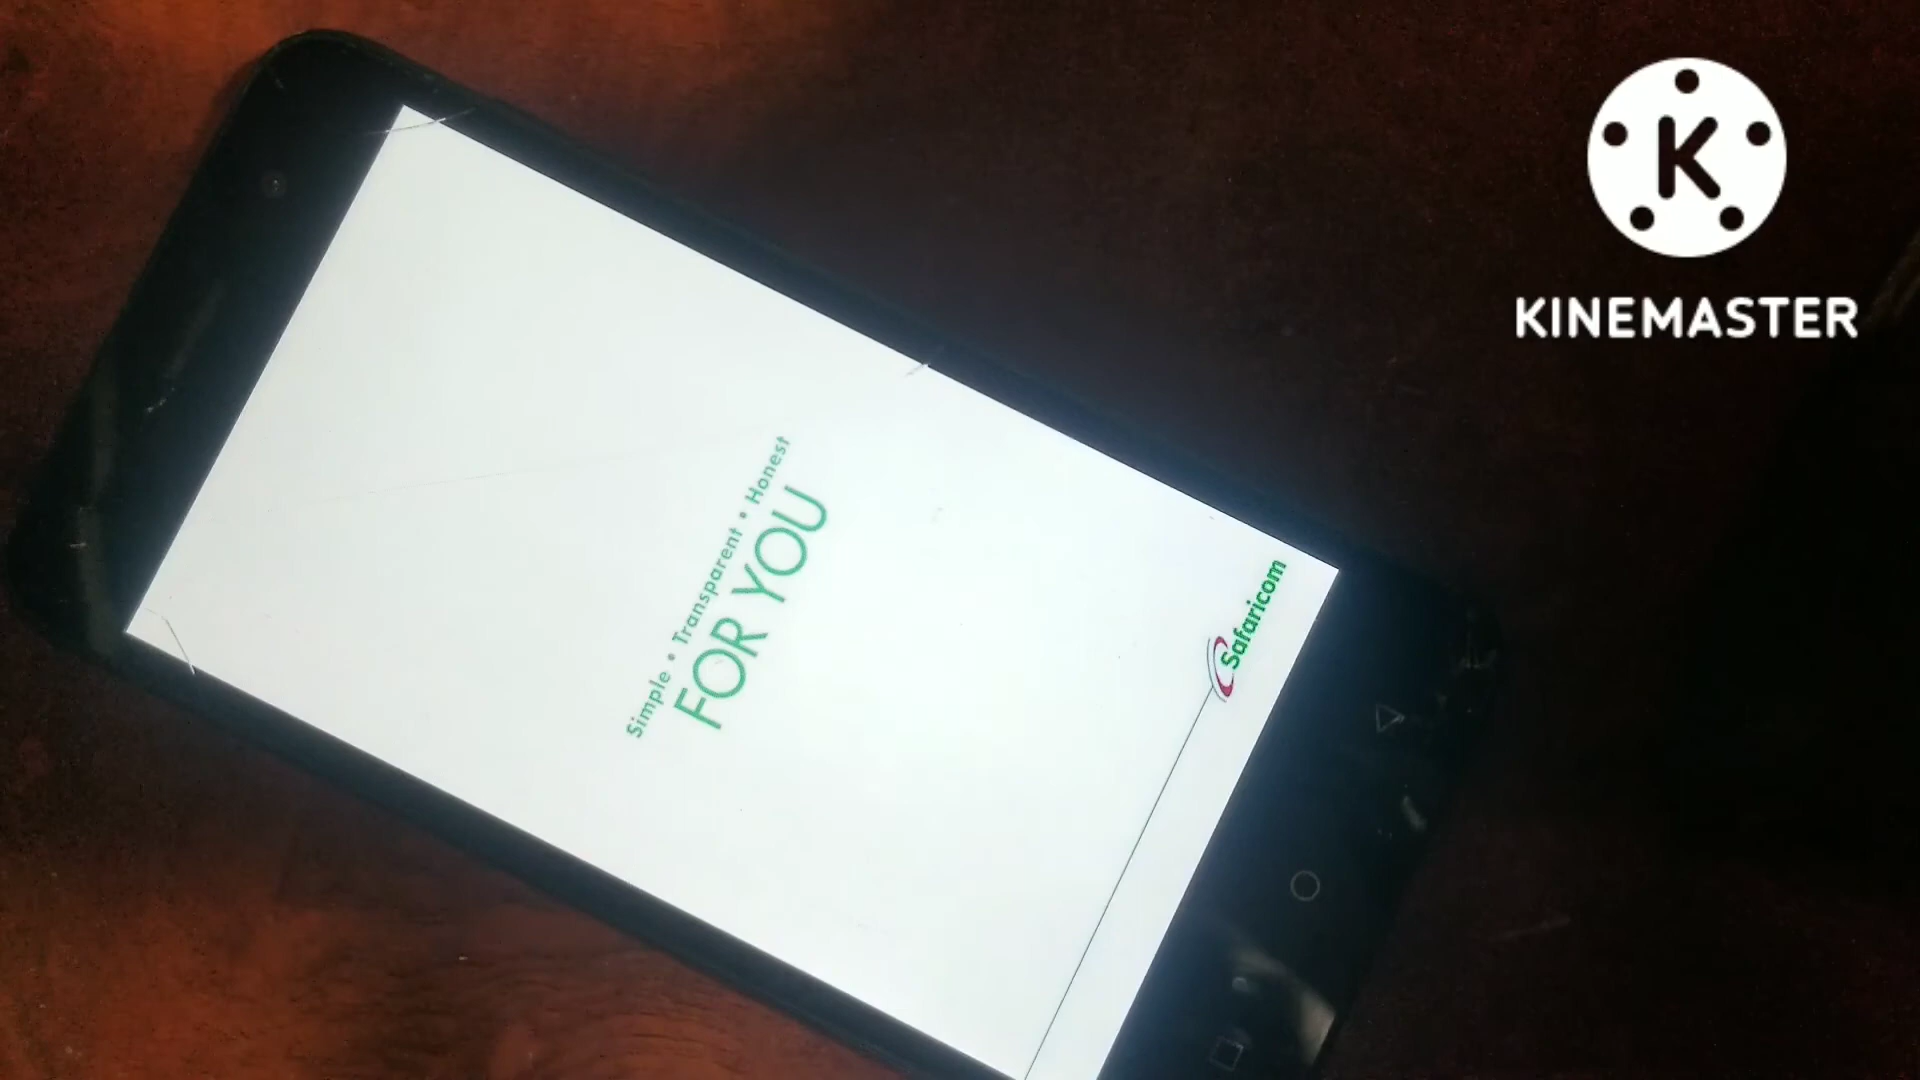 Simple • Transparent • Honest
FOR YOU
Safaricom
K
KINEMASTER